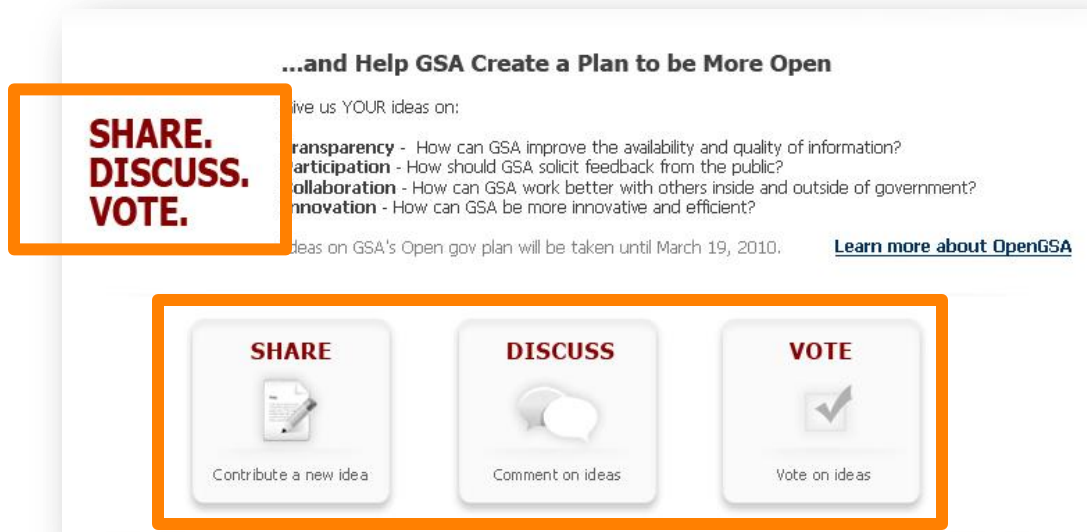 ...and Help GSA Create a Plan to be More Open
SHARE.
DISCUSS.
VOTE.
ive us YOUR ideas on:
ransparency - How can GSA improve the availability and quality of information?
articipation - How should GSA solicit feedback from the public?
ollaboration - How can GSA work better with others inside and outside of government?
nnovation - How can GSA be more innovative and efficient?
deas on GSA's Open gov plan will be taken until March 19, 2010.
Learn more about OpenGSA
SHARE
Contribute a new idea
DISCUSS
Comment on ideas
VOTE
Vote on ideas